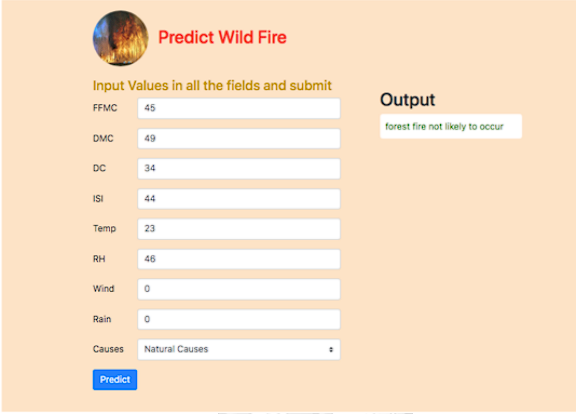 Predict Wild Fire
Input Values in all the fields and submit
FFMC 45
DMC 49
DC 34
ISI 44
Temp 23
RH 46
Wind 0
Rain 0
Causes Natural Causes
Predict
Output
forest fire not likely to occur